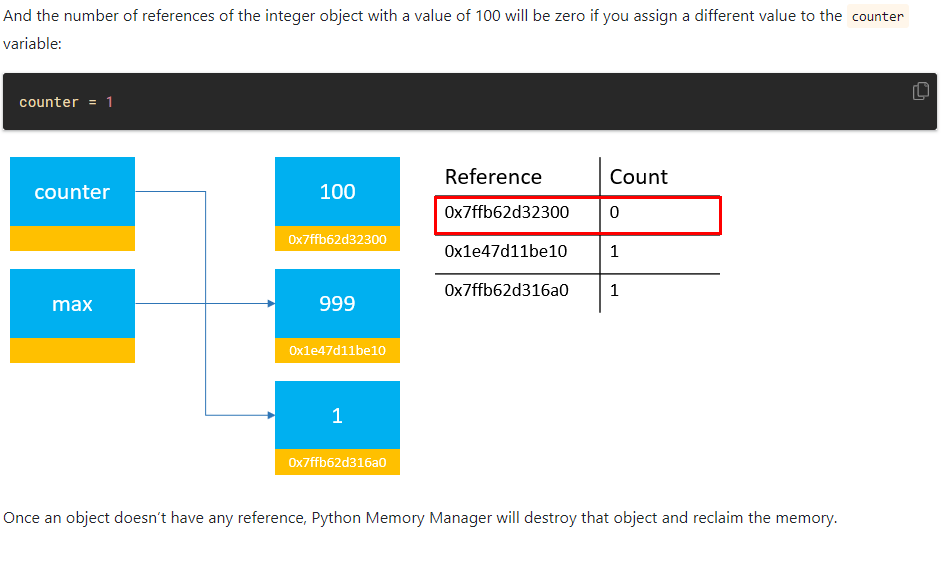 And the number of references of the integer object with a value of 100 will be zero if you assign a different value to the counter
variable:
counter = 1
counter
100
0x7ffb62d32300
max
999
0x1e47d11be10
1
0x7ffb62d316a0
Reference Count
0x7ffb62d32300 0
0x1e47d11be10 1
0x7ffb62d316a0 1
Once an object doesn't have any reference, Python Memory Manager will destroy that object and reclaim the memory.